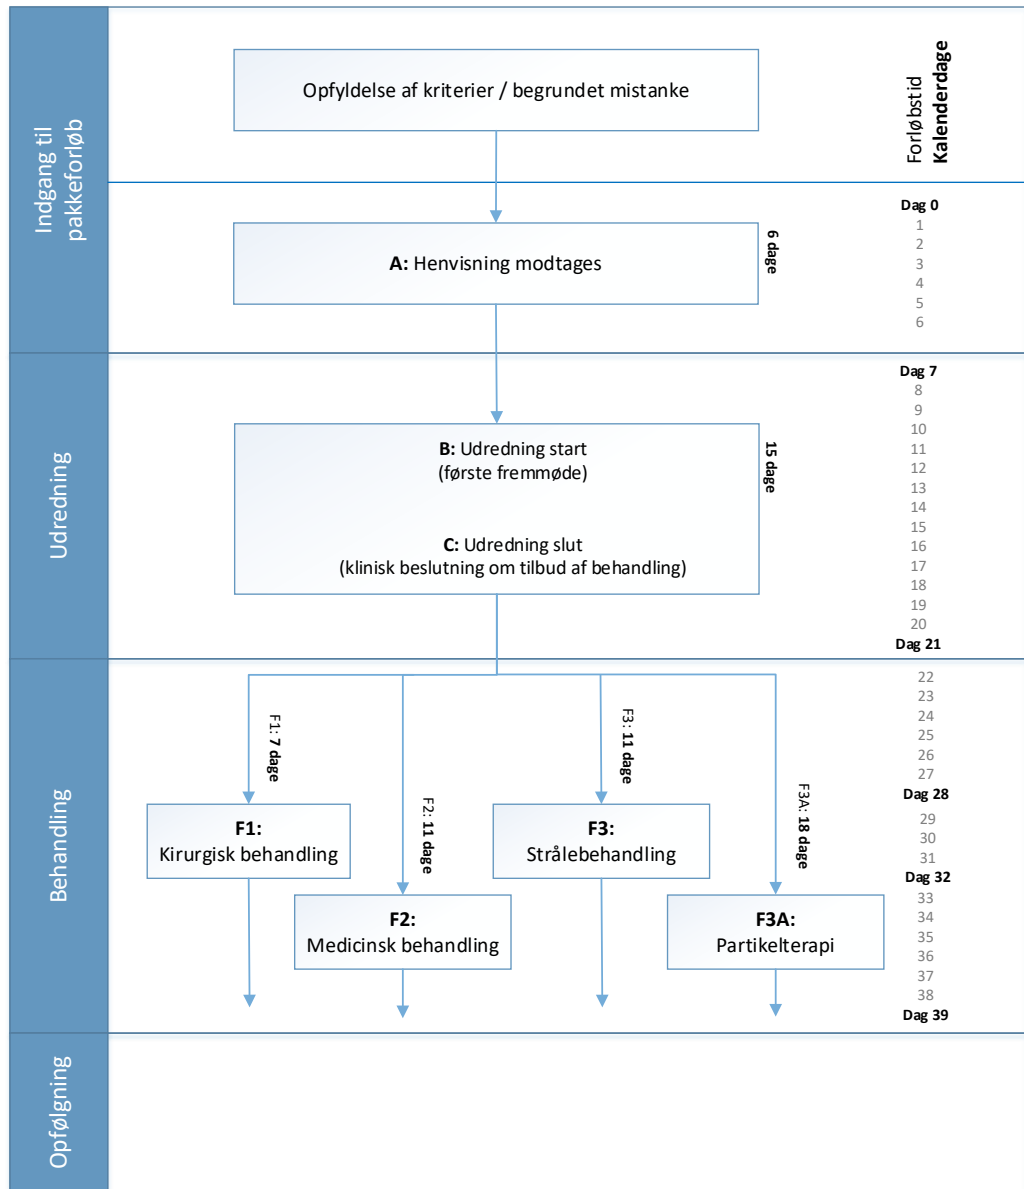 Indgang til
pakkeforløb
Opfyldelse af kriterier / begrundet mistanke
Forløbstid
Kalenderdage
A: Henvisning modtages
6 dage
Dag 0
1
2
3
4
5
6
Udredning
B: Udredning start
(første fremmøde)
C: Udredning slut
(klinisk beslutning om tilbud af behandling)
15 dage
Dag 7
8
9
10
11
12
13
14
15
16
17
18
19
20
Dag 21
Behandling
F1: 7 dage
F2: 11 dage
F3: 11 dage
F3A: 18 dage
F1:
Kirurgisk behandling
F2:
Medicinsk behandling
F3:
Strålebehandling
F3A:
Partikelterapi
22
23
24
25
26
27
Dag 28
29
30
31
Dag 32
33
34
35
36
37
38
Dag 39
Opfølgning